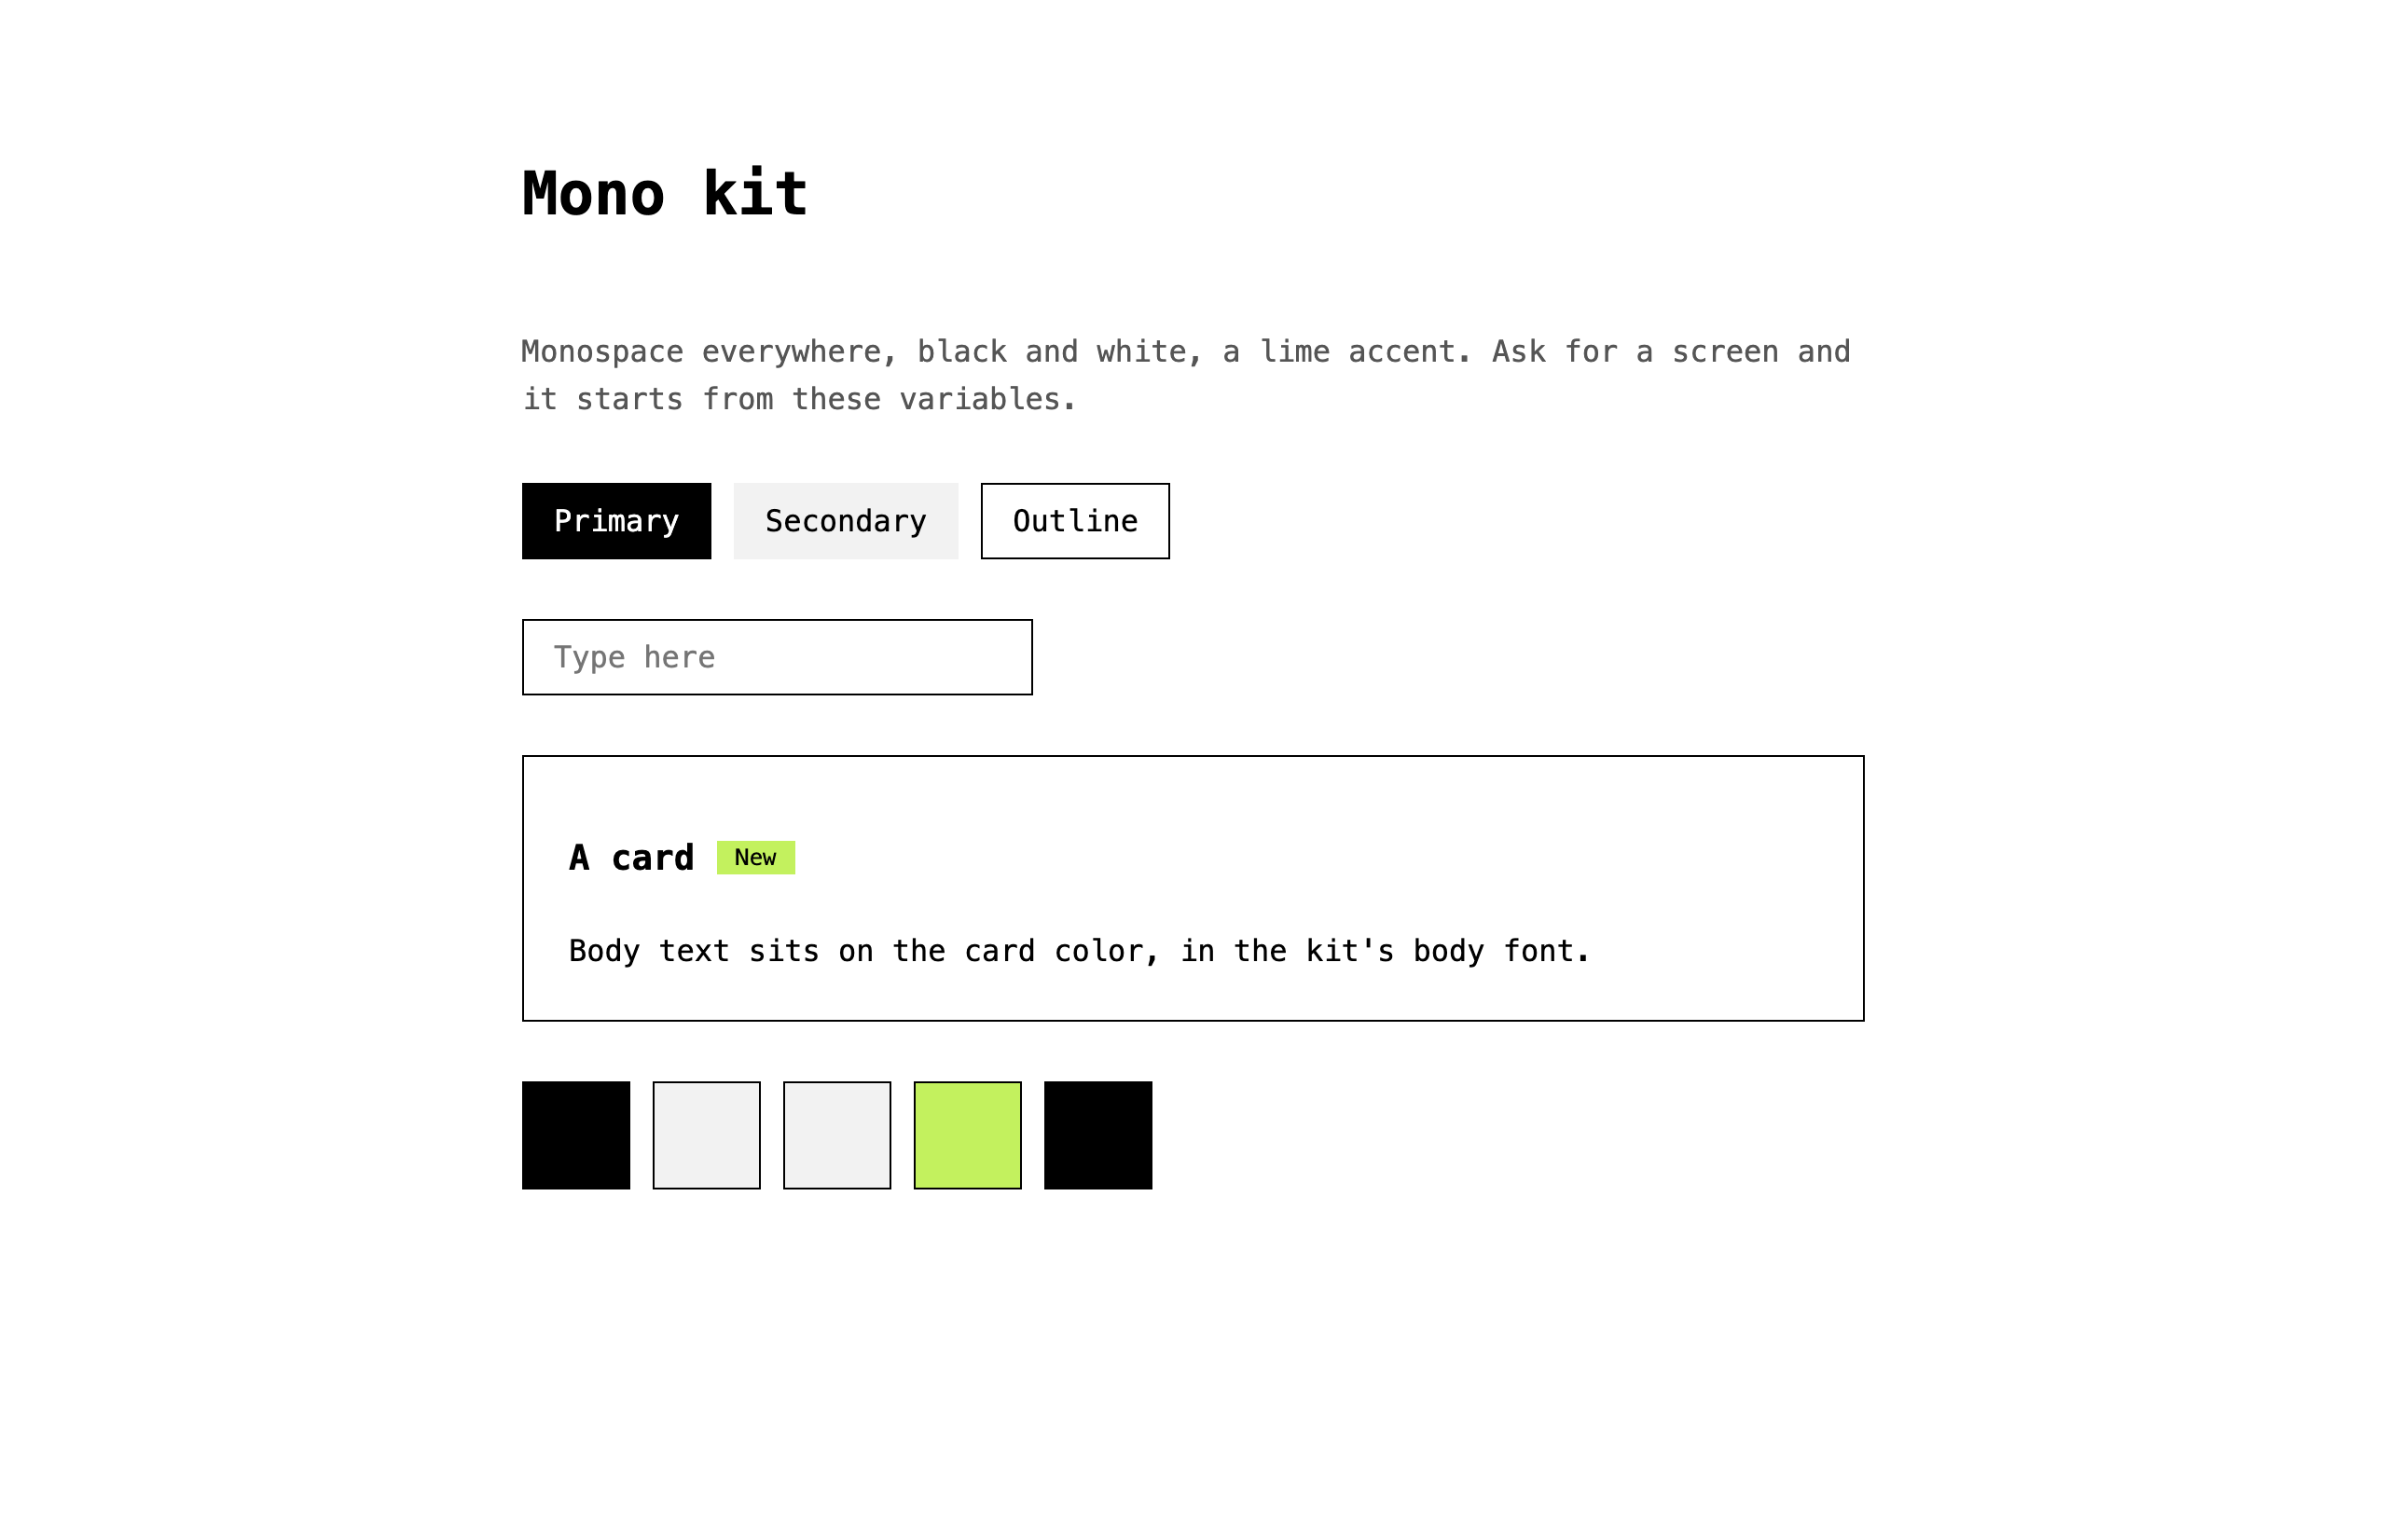 Mono kit
Monospace everywhere, black and white, a lime accent. Ask for a screen and
it starts from these variables.
Primary
Secondary
Outline
Type here
A card
New
Body text sits on the card color, in the kit's body font.